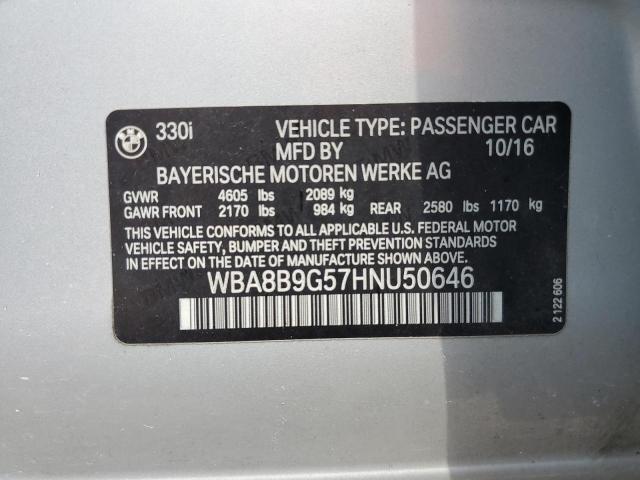 BMW
330i VEHICLE TYPE: PASSENGER CAR
MFD BY 10/16
BAYERISCHE MOTOREN WERKE AG
GVWR 4605 lbs 2089 kg
GAWR FRONT 2170 lbs 984 kg REAR 2580 lbs 1170 kg
THIS VEHICLE CONFORMS TO ALL APPLICABLE U.S. FEDERAL MOTOR
VEHICLE SAFETY, BUMPER AND THEFT PREVENTION STANDARDS
IN EFFECT ON THE DATE OF MANUFACTURE SHOWN ABOVE.
WBA8B9G57HNU50646
2 122 606